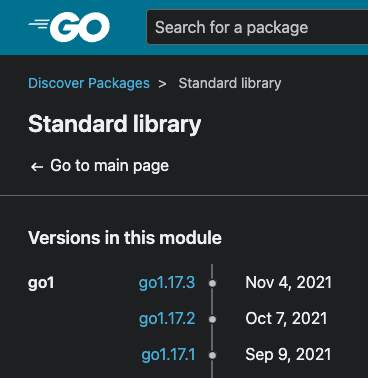 GO
Search for a package
Discover Packages > Standard library
Standard library
← Go to main page
Versions in this module
go1 go1.17.3 Nov 4, 2021
go1.17.2 Oct 7, 2021
go1.17.1 Sep 9, 2021